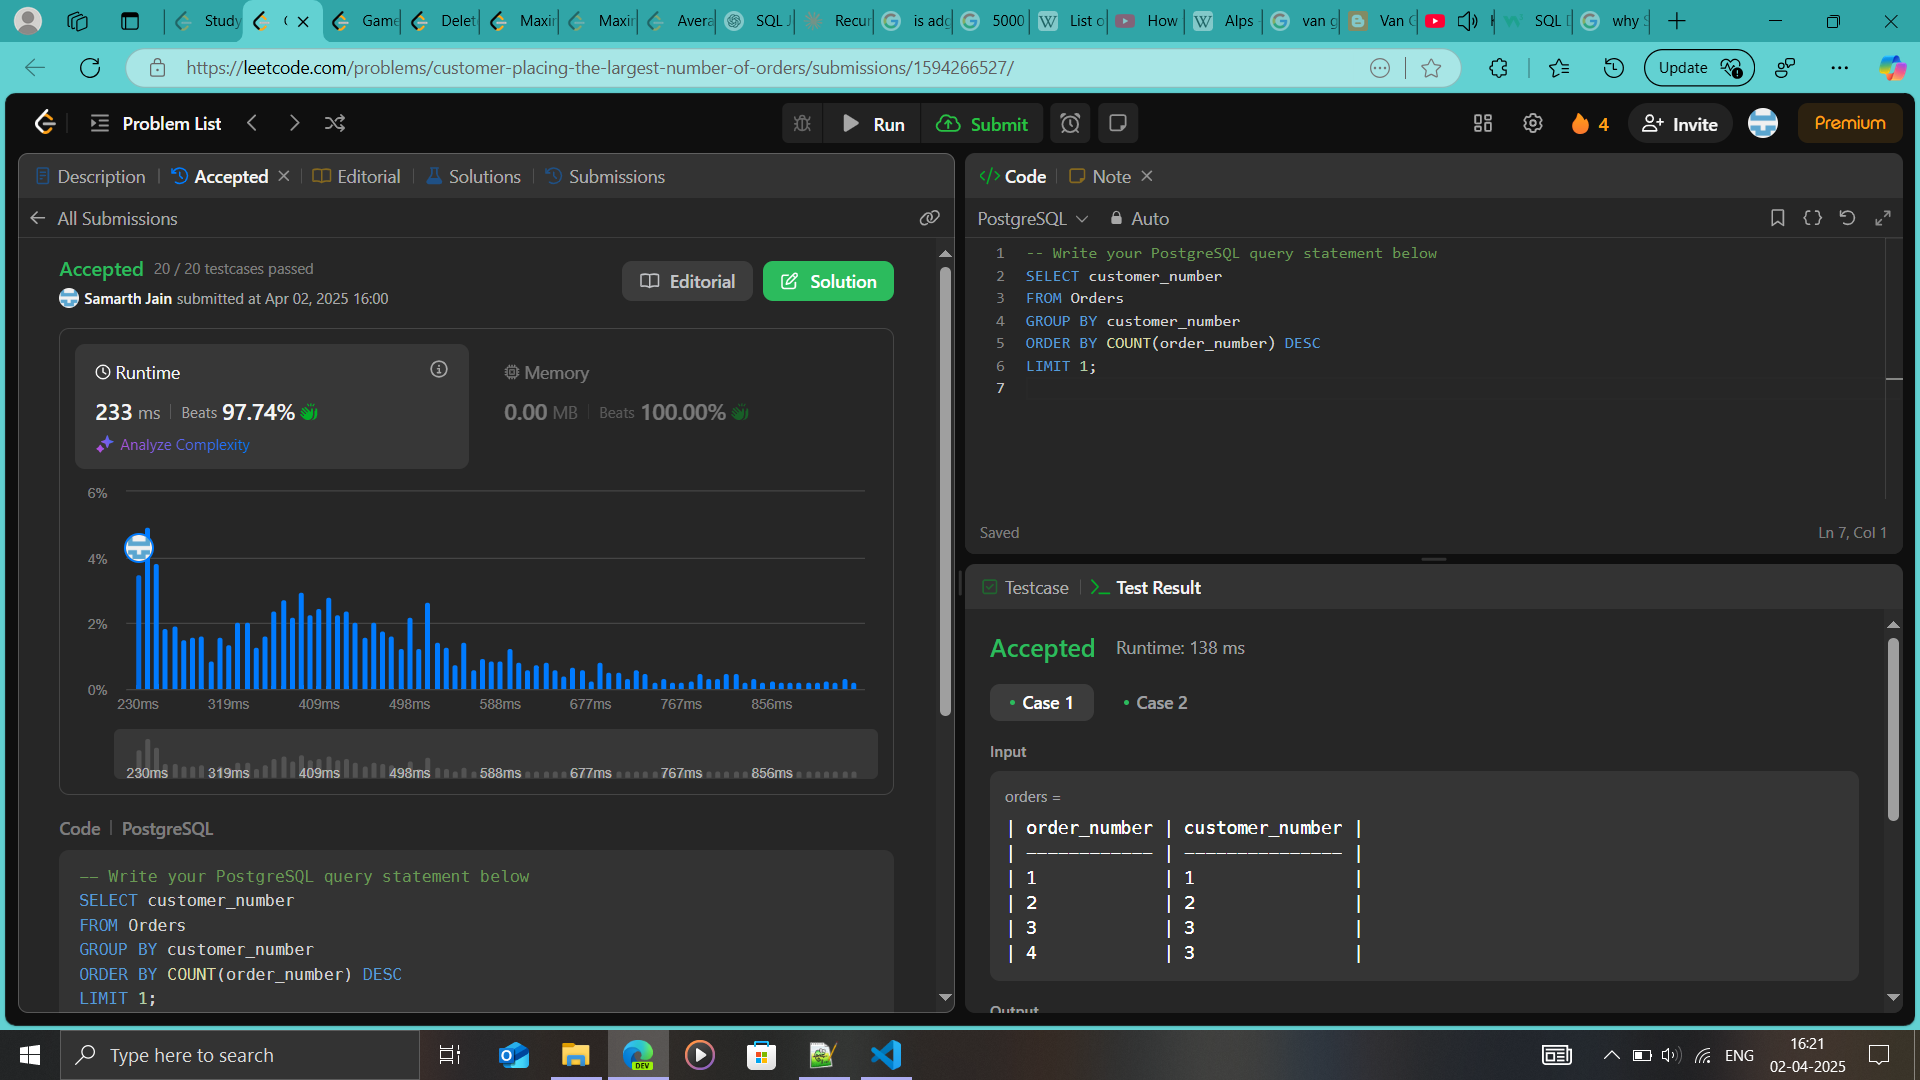 Study
C
Game
Delet
Maxin
Maxin
Avera
SQL J
Recur
is adg
5000
List o
How
Alps
van g
Van G
SQL D
why S
https://leetcode.com/problems/customer-placing-the-largest-number-of-orders/submissions/1594266527/
Update
Problem List
Run
Submit
4
Invite
Premium
Description
Accepted
Editorial
Solutions
Submissions
All Submissions
Accepted 20 / 20 testcases passed
Samarth Jain submitted at Apr 02, 2025 16:00
Editorial
Solution
Runtime
233 ms Beats 97.74%
Analyze Complexity
Memory
0.00 MB Beats 100.00%
6%
4%
2%
0%
230ms 319ms 409ms 498ms 588ms 677ms 767ms 856ms
230ms 319ms 409ms 498ms 588ms 677ms 767ms 856ms
Code | PostgreSQL
-- Write your PostgreSQL query statement below
SELECT customer_number
FROM Orders
GROUP BY customer_number
ORDER BY COUNT(order_number) DESC
LIMIT 1;
</> Code
Note
PostgreSQL
Auto
1 -- Write your PostgreSQL query statement below
2 SELECT customer_number
3 FROM Orders
4 GROUP BY customer_number
5 ORDER BY COUNT(order_number) DESC
6 LIMIT 1;
7
Saved
Ln 7, Col 1
Testcase
Test Result
Accepted Runtime: 138 ms
Case 1
Case 2
Input
orders =
| order_number | customer_number |
| ------------ | --------------- |
| 1 | 1 |
| 2 | 2 |
| 3 | 3 |
| 4 | 3 |
Output
Type here to search
DEV
ENG
16:21
02-04-2025